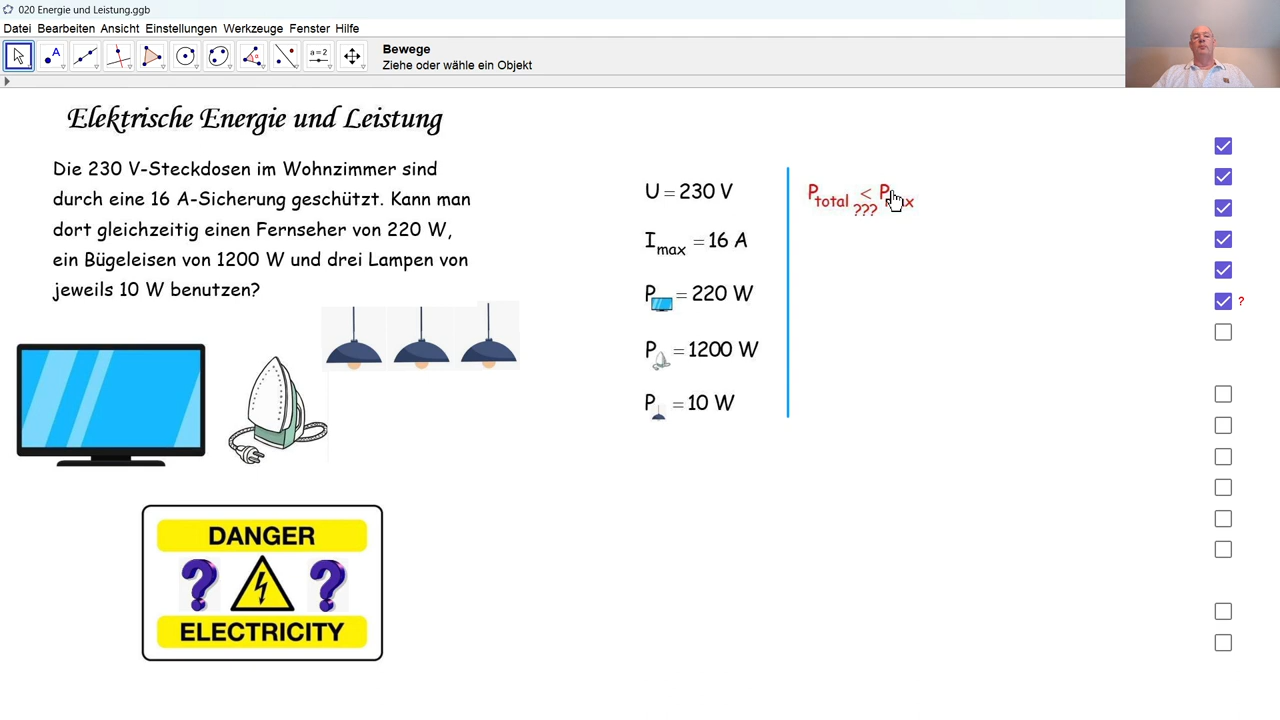 020 Energie und Leistung.ggb
Datei Bearbeiten Ansicht Einstellungen Werkzeuge Fenster Hilfe
A
a=2
Bewege
Ziehe oder wähle ein Objekt
Elektrische Energie und Leistung
Die 230 V-Steckdosen im Wohnzimmer sind
durch eine 16 A-Sicherung geschützt. Kann man
dort gleichzeitig einen Fernseher von 220 W,
ein Bügeleisen von 1200 W und drei Lampen von
jeweils 10 W benutzen?
U = 230 V
I max = 16 A
P = 220 W
P = 1200 W
P = 10 W
P total < P
???
?
DANGER
? ?
ELECTRICITY